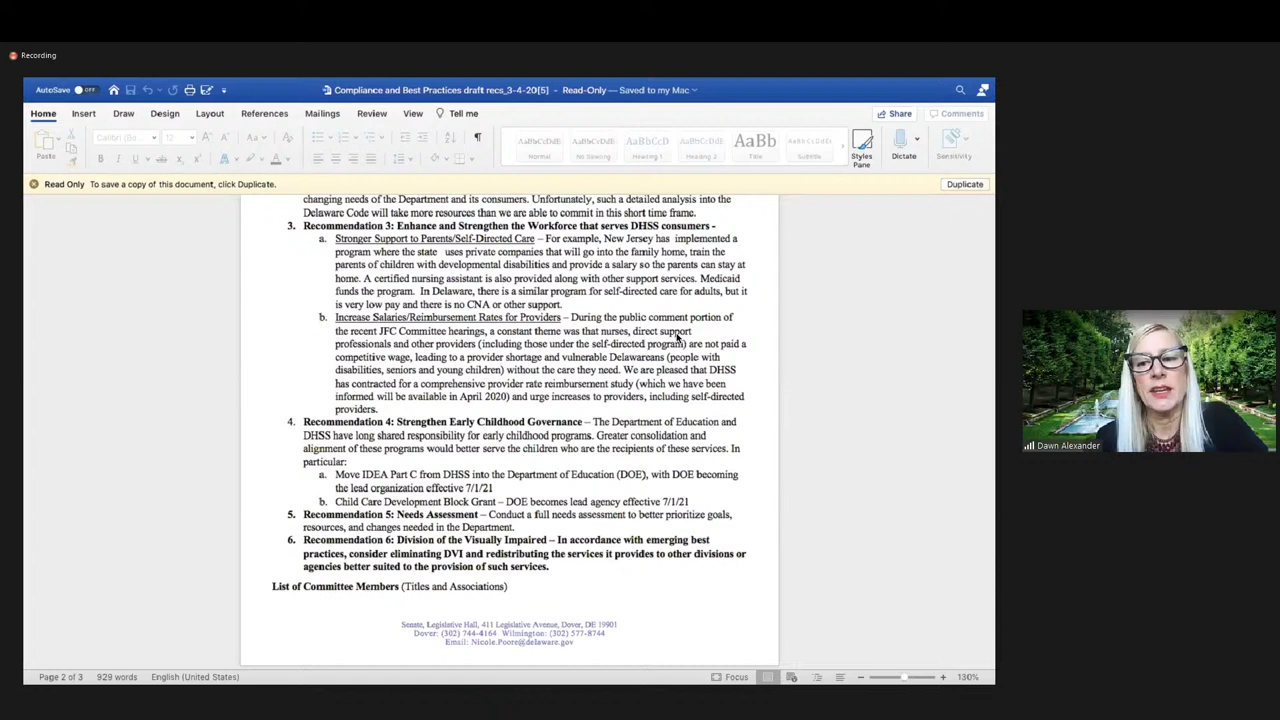 Recording
AutoSave OFF
Compliance and Best Practices draft recs_3-4-20[5] - Read-Only — Saved to my Mac
Home Insert Draw Design Layout References Mailings Review View Tell me
Share Comments
Calibri (Bo... 12
Paste
AaBbCcDdE AaBbCcDdE AaBbCcDc AaBbCcDdE AaBb AaBbCcDdE
Normal No Spacing Heading 1 Heading 2 Title Subtitle
Styles Pane
Dictate
Sensitivity
Read Only To save a copy of this document, click Duplicate.
Duplicate
changing needs of the Department and its consumers. Unfortunately, such a detailed analysis into the
Delaware Code will take more resources than we are able to commit in this short time frame.
3. Recommendation 3: Enhance and Strengthen the Workforce that serves DHSS consumers -
a. Stronger Support to Parents/Self-Directed Care – For example, New Jersey has implemented a
program where the state uses private companies that will go into the family home, train the
parents of children with developmental disabilities and provide a salary so the parents can stay at
home. A certified nursing assistant is also provided along with other support services. Medicaid
funds the program. In Delaware, there is a similar program for self-directed care for adults, but it
is very low pay and there is no CNA or other support.
b. Increase Salaries/Reimbursement Rates for Providers – During the public comment portion of
the recent JFC Committee hearings, a constant theme was that nurses, direct support
professionals and other providers (including those under the self-directed program) are not paid a
competitive wage, leading to a provider shortage and vulnerable Delawareans (people with
disabilities, seniors and young children) without the care they need. We are pleased that DHSS
has contracted for a comprehensive provider rate reimbursement study (which we have been
informed will be available in April 2020) and urge increases to providers, including self-directed
providers.
4. Recommendation 4: Strengthen Early Childhood Governance – The Department of Education and
DHSS have long shared responsibility for early childhood programs. Greater consolidation and
alignment of these programs would better serve the children who are the recipients of these services. In
particular:
a. Move IDEA Part C from DHSS into the Department of Education (DOE), with DOE becoming
the lead organization effective 7/1/21
b. Child Care Development Block Grant – DOE becomes lead agency effective 7/1/21
5. Recommendation 5: Needs Assessment – Conduct a full needs assessment to better prioritize goals,
resources, and changes needed in the Department.
6. Recommendation 6: Division of the Visually Impaired – In accordance with emerging best
practices, consider eliminating DVI and redistributing the services it provides to other divisions or
agencies better suited to the provision of such services.
List of Committee Members (Titles and Associations)
Senate, Legislative Hall, 411 Legislative Avenue, Dover, DE 19901
Dover: (302) 744-4164 Wilmington: (302) 577-8744
Email: Nicole.Poore@delaware.gov
Page 2 of 3 929 words English (United States) Focus 130%
Dawn Alexander